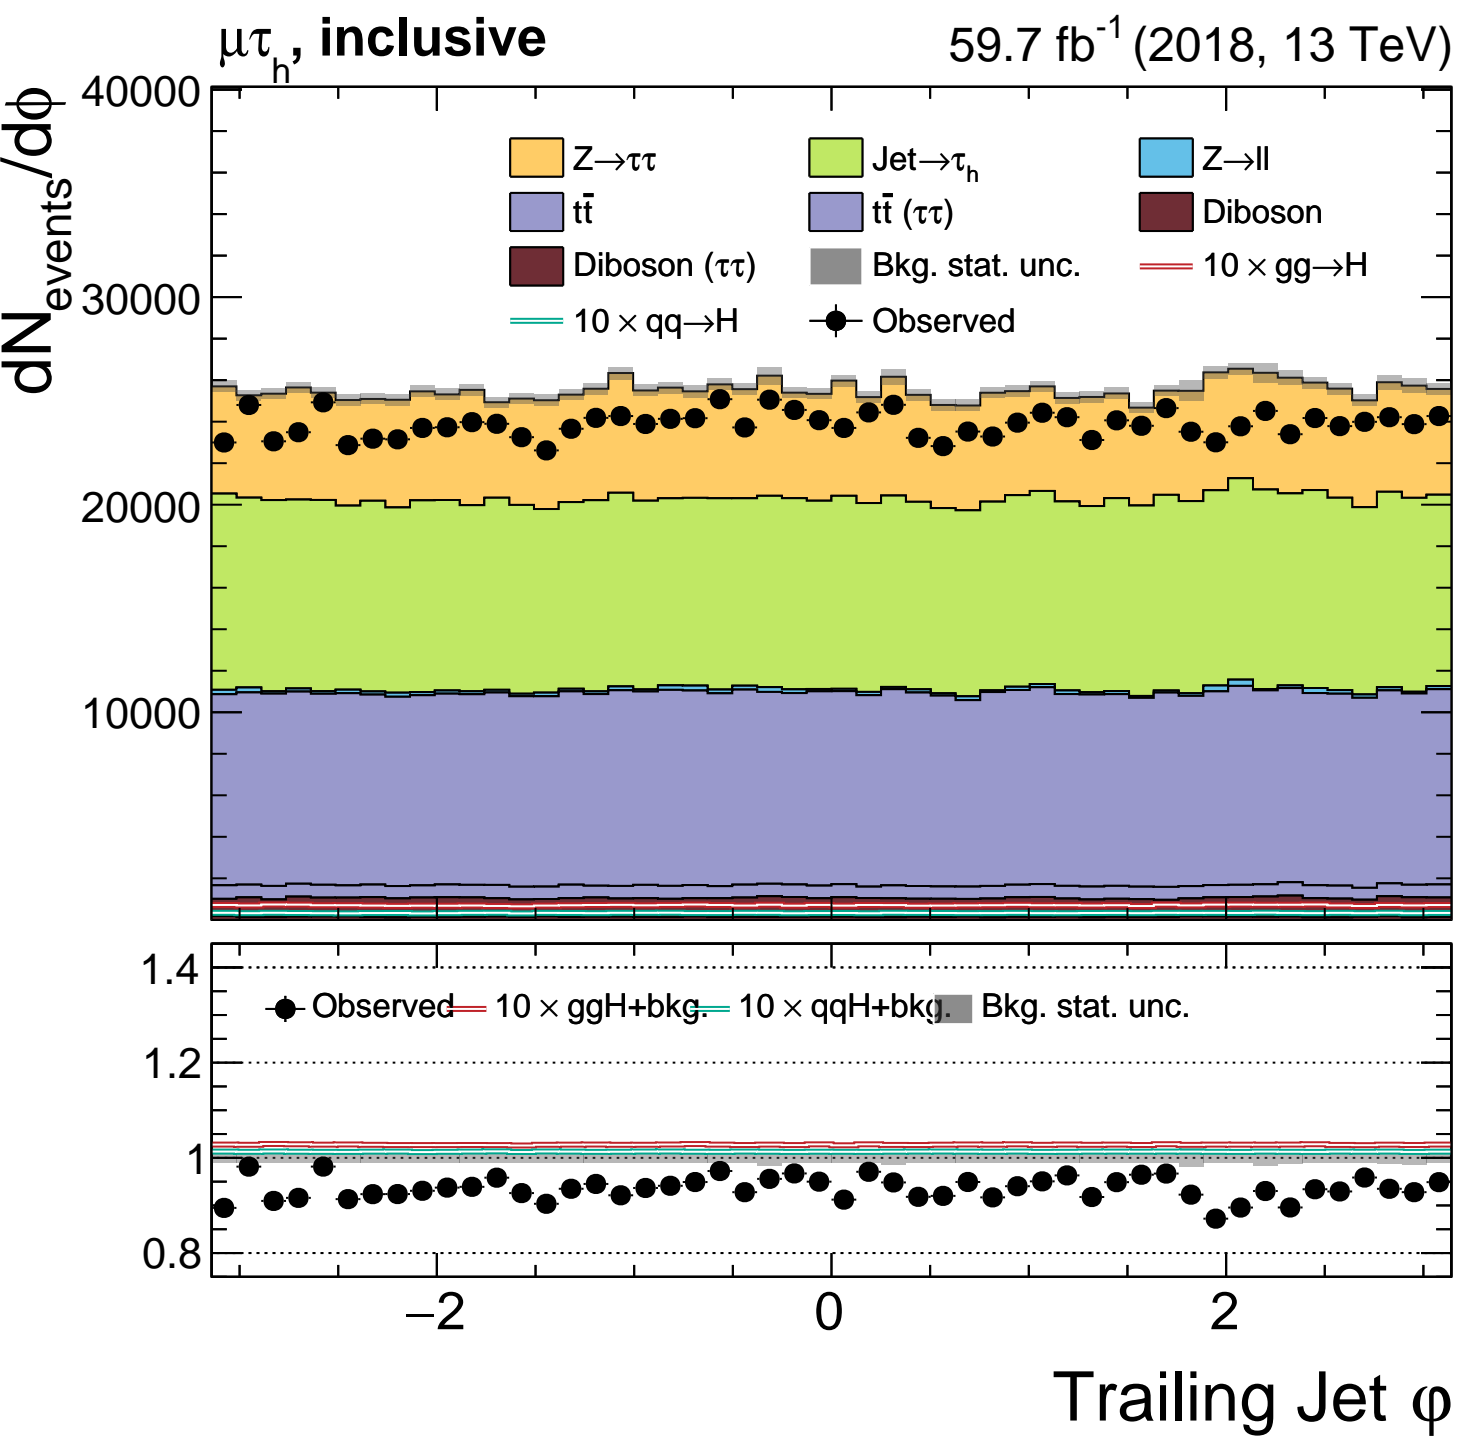 μτh, inclusive 59.7 fb-1 (2018, 13 TeV)
dNevents/dϕ
40000
30000
20000
10000
Z→ττ Jet→τh Z→ll
tt̄ tt̄ (ττ) Diboson
Diboson (ττ) Bkg. stat. unc. 10 × gg→H
10 × qq→H Observed
1.4
1.2
1
0.8
Observed 10 × ggH+bkg. 10 × qqH+bkg. Bkg. stat. unc.
−2 0 2
Trailing Jet φ